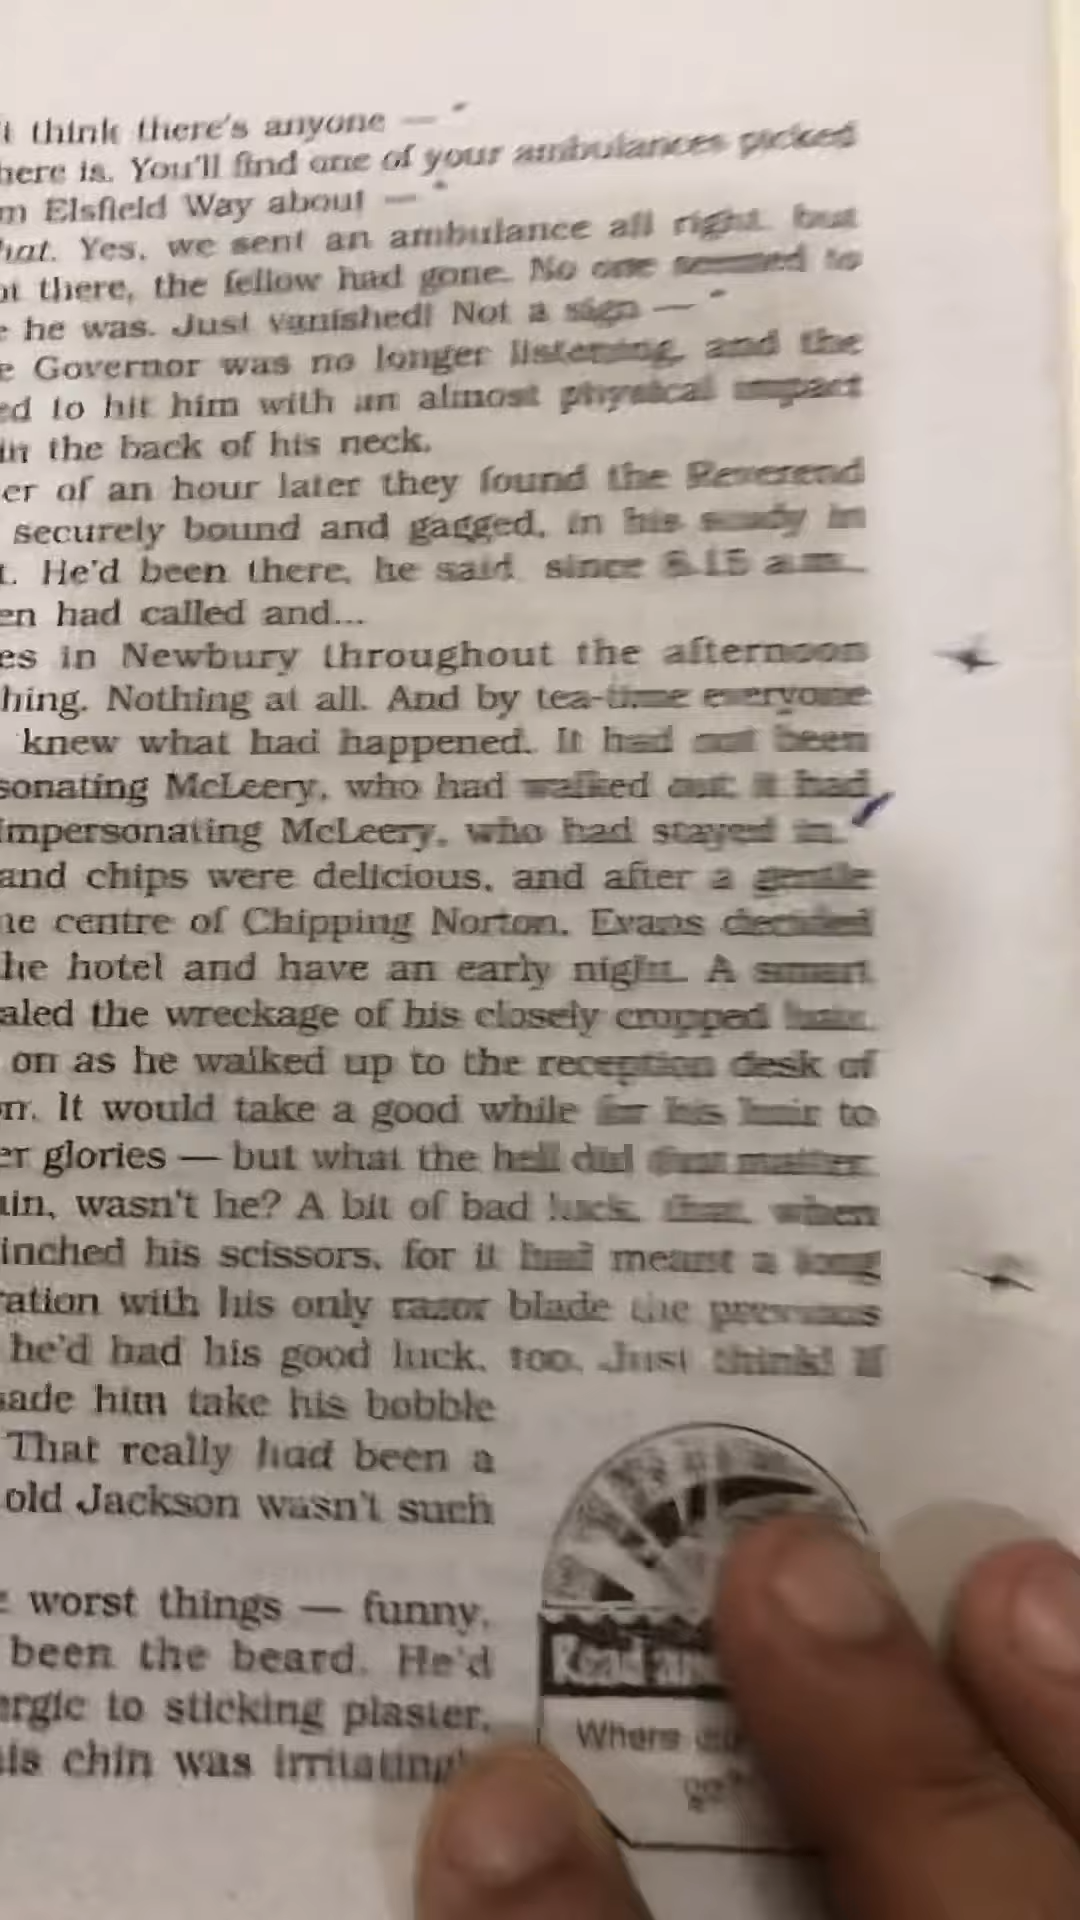 t think there's anyone — "
here is. You'll find one of your ambulances picked
m Elsfield Way about — "
hat. Yes, we sent an ambulance all right, but
ot there, the fellow had gone. No one seemed to
e he was. Just vanished! Not a sign — "
e Governor was no longer listening, and the
ed to hit him with an almost physical impact
in the back of his neck.
er of an hour later they found the Reverend
securely bound and gagged, in his study in
t. He'd been there, he said, since 8.15 a.m.
en had called and...
es in Newbury throughout the afternoon
hing. Nothing at all. And by tea-time everyone
knew what had happened. It had not been
sonating McLeery, who had walked out; it had
impersonating McLeery, who had stayed in.
and chips were delicious, and after a gentle
he centre of Chipping Norton, Evans decided
he hotel and have an early night. A smart
aled the wreckage of his closely cropped hair,
on as he walked up to the reception desk of
n. It would take a good while for his hair to
er glories — but what the hell did that matter.
in, wasn't he? A bit of bad luck, that, when
inched his scissors, for it had meant a long
ration with his only razor blade the previous
he'd had his good luck, too. Just think! If
ade him take his bobble
That really had been a
old Jackson wasn't such
worst things — funny,
been the beard. He'd
ergic to sticking plaster,
is chin was irritatingl
Where